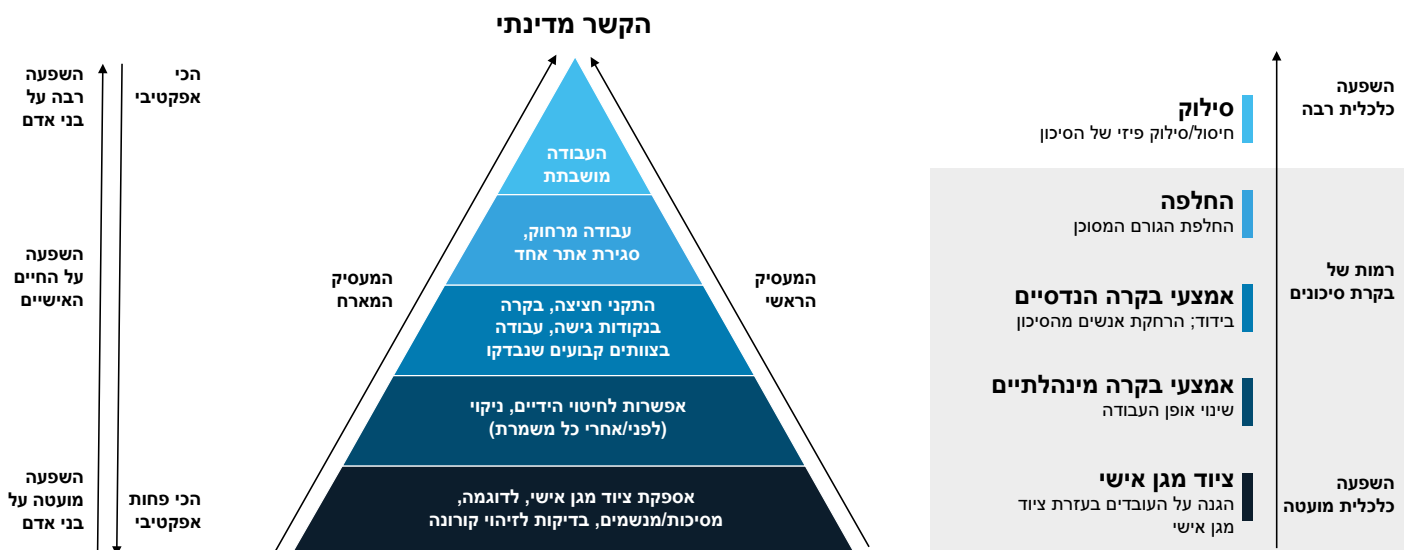 הקשר מדינתי
השפעה
כלכלית רבה
רמות של
בקרת סיכונים
השפעה
כלכלית מועטה
סילוק
חיסול/סילוק פיזי של הסיכון
החלפה
החלפת הגורם המסוכן
אמצעי בקרה הנדסיים
בידוד; הרחקת אנשים מהסיכון
אמצעי בקרה מינהלתיים
שינוי אופן העבודה
ציוד מגן אישי
הגנה על העובדים בעזרת ציוד
מגן אישי
המעסיק
הראשי
העבודה
מושבתת
עבודה מרחוק,
סגירת אתר אחד
התקני חציצה, בקרה
בנקודות גישה, עבודה
בצוותים קבועים שנבדקו
אפשרות לחיטוי הידיים, ניקוי
(לפני/אחרי כל משמרת)
אספקת ציוד מגן אישי, לדוגמה,
מסיכות/מנשמים, בדיקות לזיהוי קורונה
המעסיק
המארח
הכי
אפקטיבי
הכי פחות
אפקטיבי
השפעה
רבה על
בני אדם
השפעה
על החיים
האישיים
השפעה
מועטה על
בני אדם